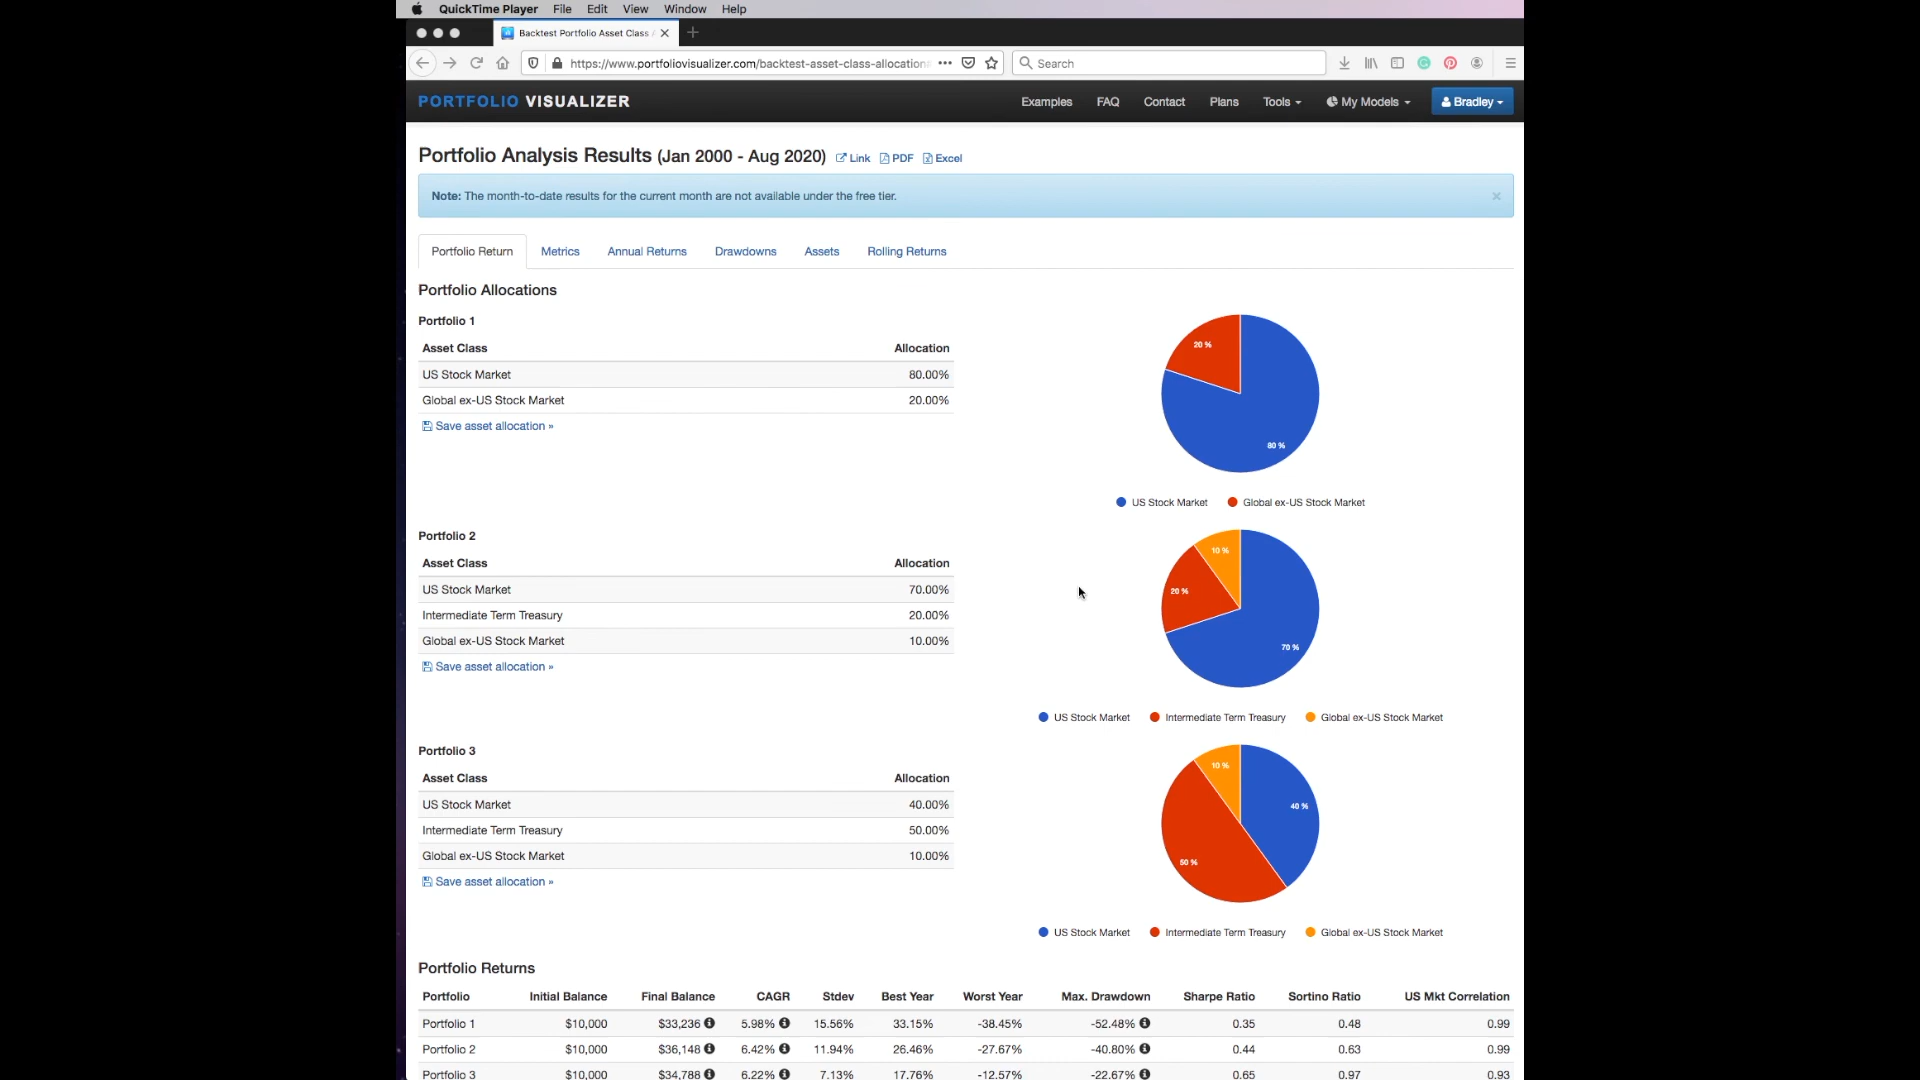 QuickTime Player File Edit View Window Help
Backtest Portfolio Asset Class
https://www.portfoliovisualizer.com/backtest-asset-class-allocation
Search
PORTFOLIO VISUALIZER
Examples FAQ Contact Plans Tools My Models Bradley
Portfolio Analysis Results (Jan 2000 - Aug 2020) Link PDF Excel
Note: The month-to-date results for the current month are not available under the free tier.
Portfolio Return Metrics Annual Returns Drawdowns Assets Rolling Returns
Portfolio Allocations
Portfolio 1
Asset Class Allocation
US Stock Market 80.00%
Global ex-US Stock Market 20.00%
Save asset allocation »
20 %
80 %
US Stock Market Global ex-US Stock Market
Portfolio 2
Asset Class Allocation
US Stock Market 70.00%
Intermediate Term Treasury 20.00%
Global ex-US Stock Market 10.00%
Save asset allocation »
10 %
20 %
70 %
US Stock Market Intermediate Term Treasury Global ex-US Stock Market
Portfolio 3
Asset Class Allocation
US Stock Market 40.00%
Intermediate Term Treasury 50.00%
Global ex-US Stock Market 10.00%
Save asset allocation »
10 %
40 %
50 %
US Stock Market Intermediate Term Treasury Global ex-US Stock Market
Portfolio Returns
Portfolio Initial Balance Final Balance CAGR Stdev Best Year Worst Year Max. Drawdown Sharpe Ratio Sortino Ratio US Mkt Correlation
Portfolio 1 $10,000 $33,236 5.98% 15.56% 33.15% -38.45% -52.48% 0.35 0.48 0.99
Portfolio 2 $10,000 $36,148 6.42% 11.94% 26.46% -27.67% -40.80% 0.44 0.63 0.99
Portfolio 3 $10,000 $34,788 6.22% 7.13% 17.76% -12.57% -22.67% 0.65 0.97 0.93